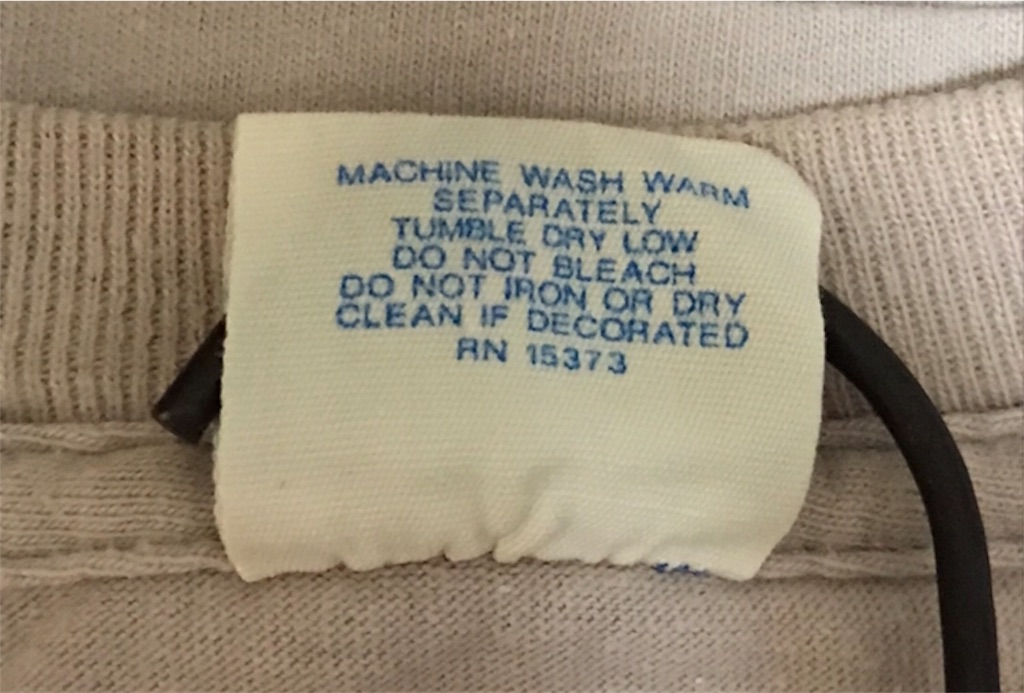 MACHINE WASH WARM
SEPARATELY
TUMBLE DRY LOW
DO NOT BLEACH
DO NOT IRON OR DRY
CLEAN IF DECORATED
RN 15373